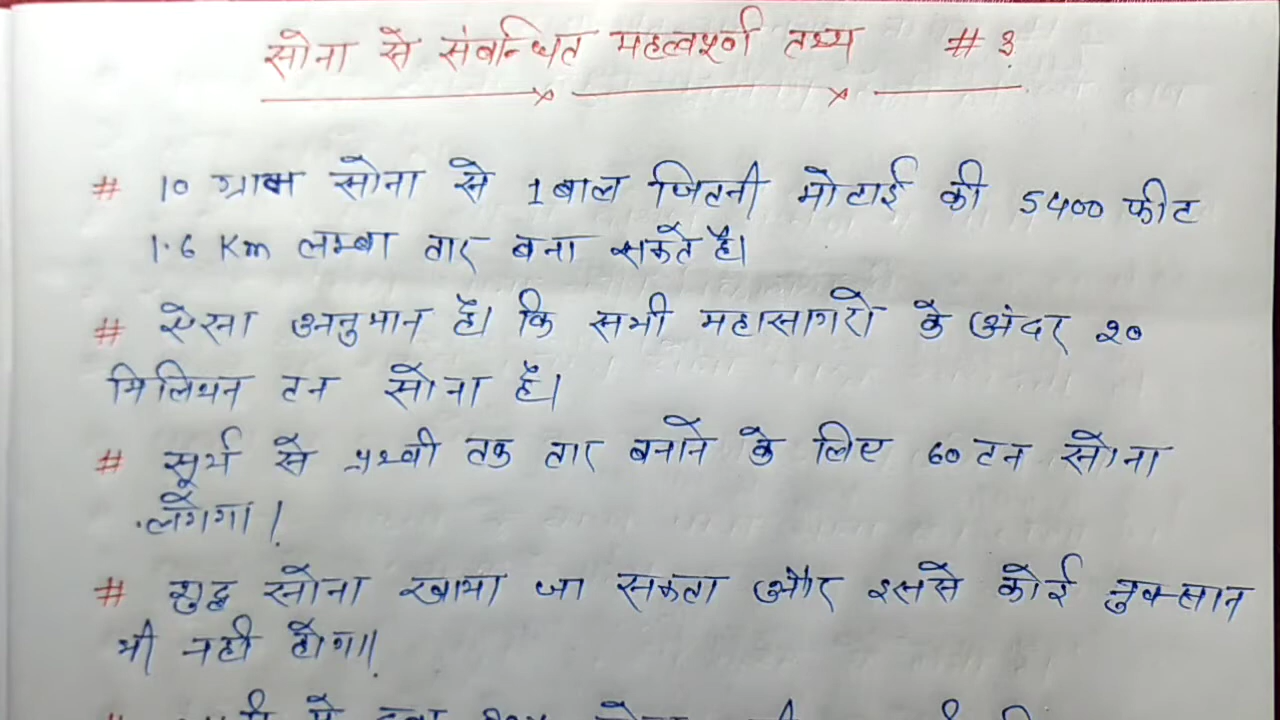 सोना से संबन्धित महत्वपूर्ण तथ्य # 3
# 10 ग्राम सोना से 1 बाल जितनी मोटाई की 5400 फीट
1.6 Km लम्बा तार बना सकते है।
# ऐसा अनुमान है। कि सभी महासागरो के अंदर 20
मिलियन टन सोना है।
# सूर्य से पृथ्वी तक तार बनाने के लिए 60 टन सोना
लगेगा।
# शुद्ध सोना खाया जा सकता और इससे कोई नुकसान
भी नही होगा।